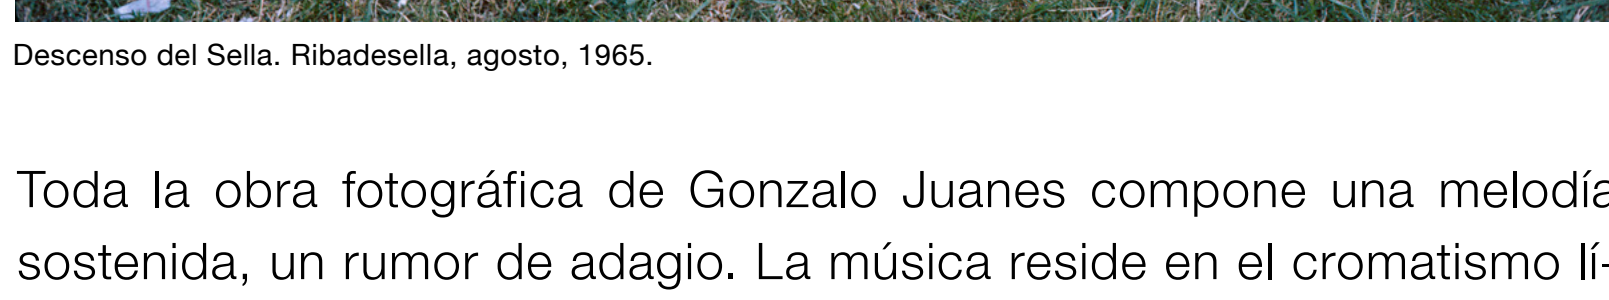 Descenso del Sella. Ribadesella, agosto, 1965.
Toda la obra fotográfica de Gonzalo Juanes compone una melodía
sostenida, un rumor de adagio. La música reside en el cromatismo lí-